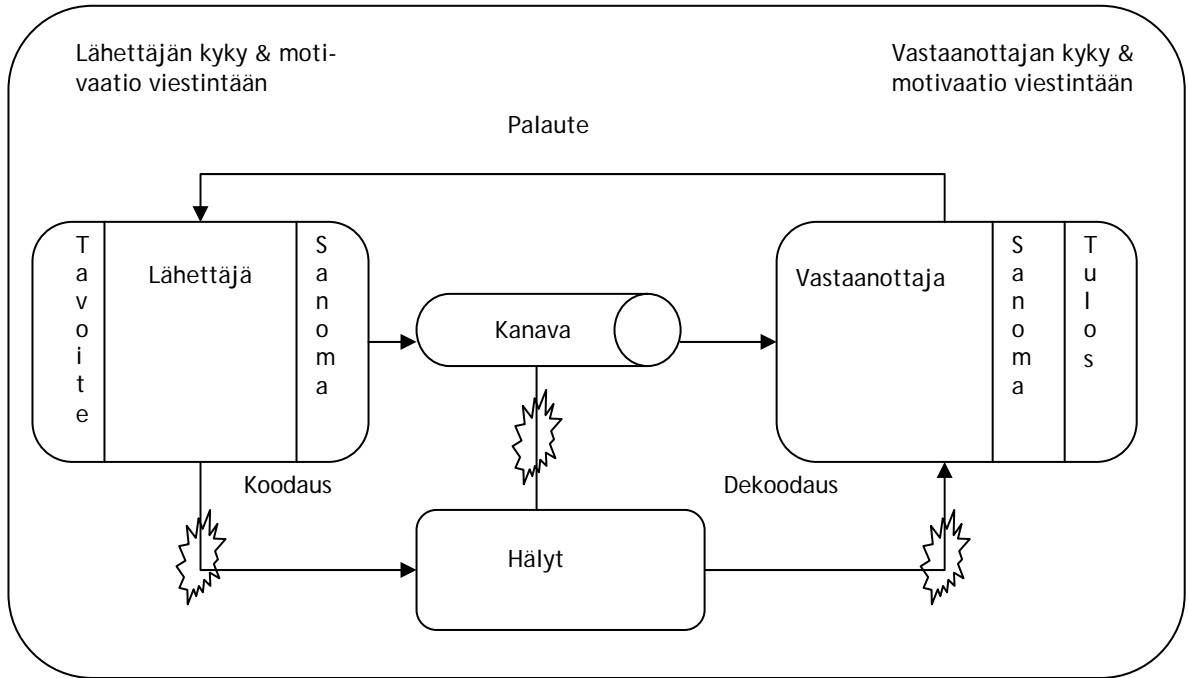 Lähettäjän kyky & moti-
vaatio viestintään
Vastaanottajan kyky &
motivaatio viestintään
Palaute
Tavoite
Lähettäjä
Sanoma
Kanava
Vastaanottaja
Sanoma
Tulos
Koodaus
Dekoodaus
Hälyt